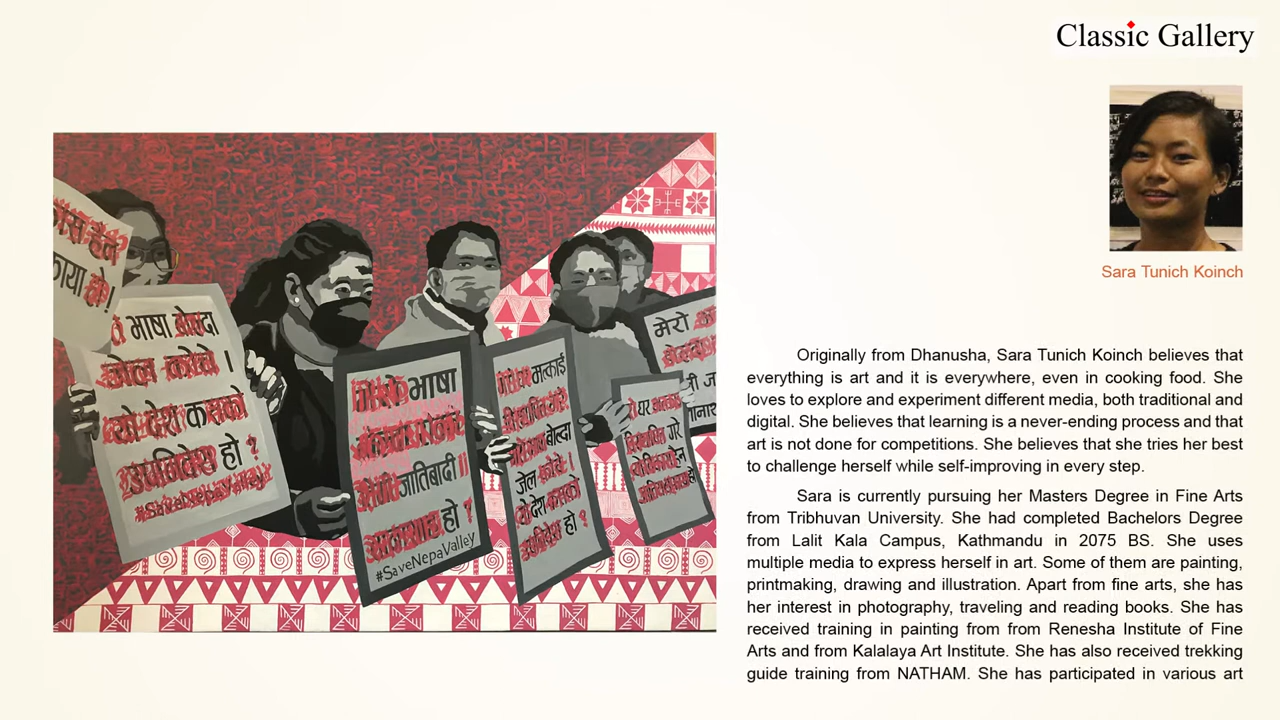 Classic Gallery
Sara Tunich Koinch
हो !
भाषा बोल्दा
जेल कोच्ने ।
यो देश कसको
उपनिवेश हो ?
भाषा
जातिबादी ॥
हो ?
#SaveNepaValley
मत्काई
बोल्दा
जेल कोच्ने ।
यो देश कसको
उपनिवेश हो ?
घर
गरे
मेरो
Originally from Dhanusha, Sara Tunich Koinch believes that
everything is art and it is everywhere, even in cooking food. She
loves to explore and experiment different media, both traditional and
digital. She believes that learning is a never-ending process and that
art is not done for competitions. She believes that she tries her best
to challenge herself while self-improving in every step.
Sara is currently pursuing her Masters Degree in Fine Arts
from Tribhuvan University. She had completed Bachelors Degree
from Lalit Kala Campus, Kathmandu in 2075 BS. She uses
multiple media to express herself in art. Some of them are painting,
printmaking, drawing and illustration. Apart from fine arts, she has
her interest in photography, traveling and reading books. She has
received training in painting from from Renesha Institute of Fine
Arts and from Kalalaya Art Institute. She has also received trekking
guide training from NATHAM. She has participated in various art